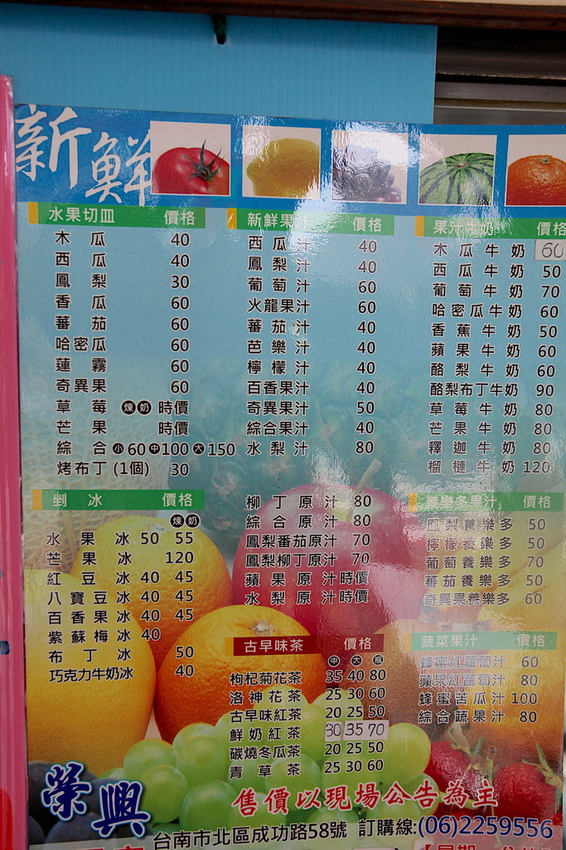 新鮮
水果切皿 價格
木瓜 40
西瓜 40
鳳梨 30
香瓜 60
蕃茄 60
哈密瓜 60
蓮霧 60
奇異果 60
草莓 煉奶 時價
芒果 時價
綜合 小60 中100 大150
烤布丁(1個) 30
新鮮果汁 價格
西瓜汁 40
鳳梨汁 40
葡萄汁 60
火龍果汁 60
蕃茄汁 40
芭樂汁 40
檸檬汁 40
百香果汁 40
奇異果汁 50
綜合果汁 40
水梨汁 80
果汁牛奶 價格
木瓜牛奶 60
西瓜牛奶 50
葡萄牛奶 70
哈密瓜牛奶 60
香蕉牛奶 50
蘋果牛奶 60
酪梨牛奶 60
酪梨布丁牛奶 90
草莓牛奶 80
芒果牛奶 80
釋迦牛奶 80
榴槤牛奶 120
剉冰 價格
煉奶
水果冰 50 55
芒果冰 120
紅豆冰 40 45
八寶豆冰 40 45
百香果冰 40 45
紫蘇梅冰 40
布丁冰 50
巧克力牛奶冰 40
柳丁原汁 80
綜合原汁 80
鳳梨蕃茄原汁 70
鳳梨柳丁原汁 70
蘋果原汁 時價
水梨原汁 時價
養樂多果汁 價格
鳳梨養樂多 50
檸檬養樂多 50
葡萄養樂多 70
蕃茄養樂多 50
奇異果養樂多 60
古早味茶 價格
中 大 瓶
枸杞菊花茶 35 40 80
洛神花茶 25 30 60
古早味紅茶 20 25 50
鮮奶紅茶 30 35 70
碳燒冬瓜茶 20 25 50
青草茶 25 30 60
蔬菜果汁 價格
蜂蜜紅蘿蔔汁 60
蘋果紅蘿蔔汁 80
蜂蜜苦瓜汁 100
綜合蔬果汁 80
榮興
售價以現場公告為主
台南市北區成功路58號 訂購線:(06)2259556